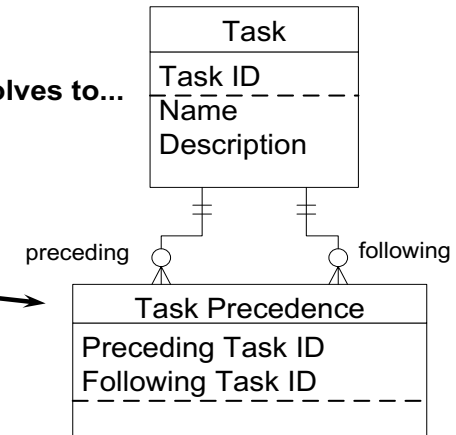 Task
Task ID
olves to...
Name
Description
preceding
following
Task Precedence
Preceding Task ID
Following Task ID